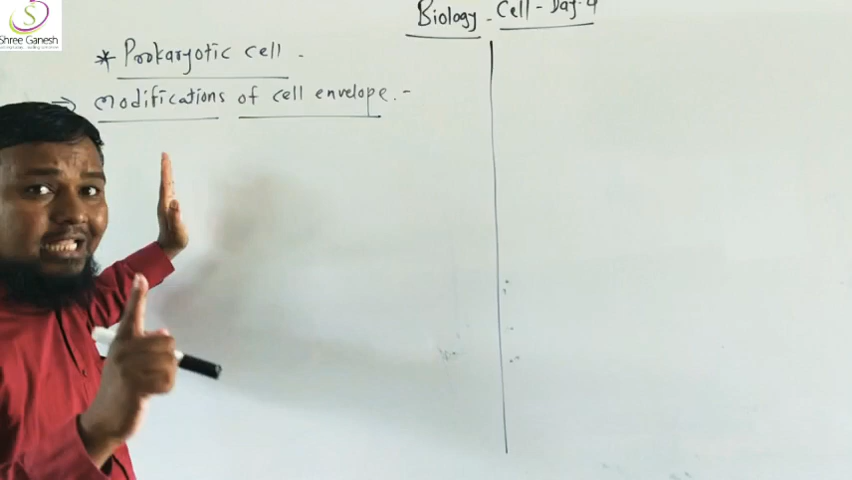 S
Shree Ganesh
Biology - Cell - Day-4
* Prokaryotic cell -
→ Modifications of cell envelope. -